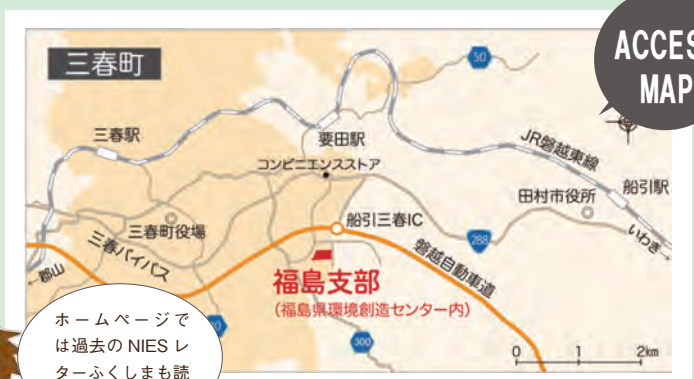 ACCES
MAP
三春町
50
三春駅
要田駅
JR磐越東線
コンビニエンスストア
田村市役所
船引駅
三春町役場
船引三春IC
いわき→
288
三春バイパス
磐越自動車道
←郡山
福島支部
（福島県環境創造センター内）
300
0 1 2km
ホームページで
は過去の NIES レ
ターふくしまも読